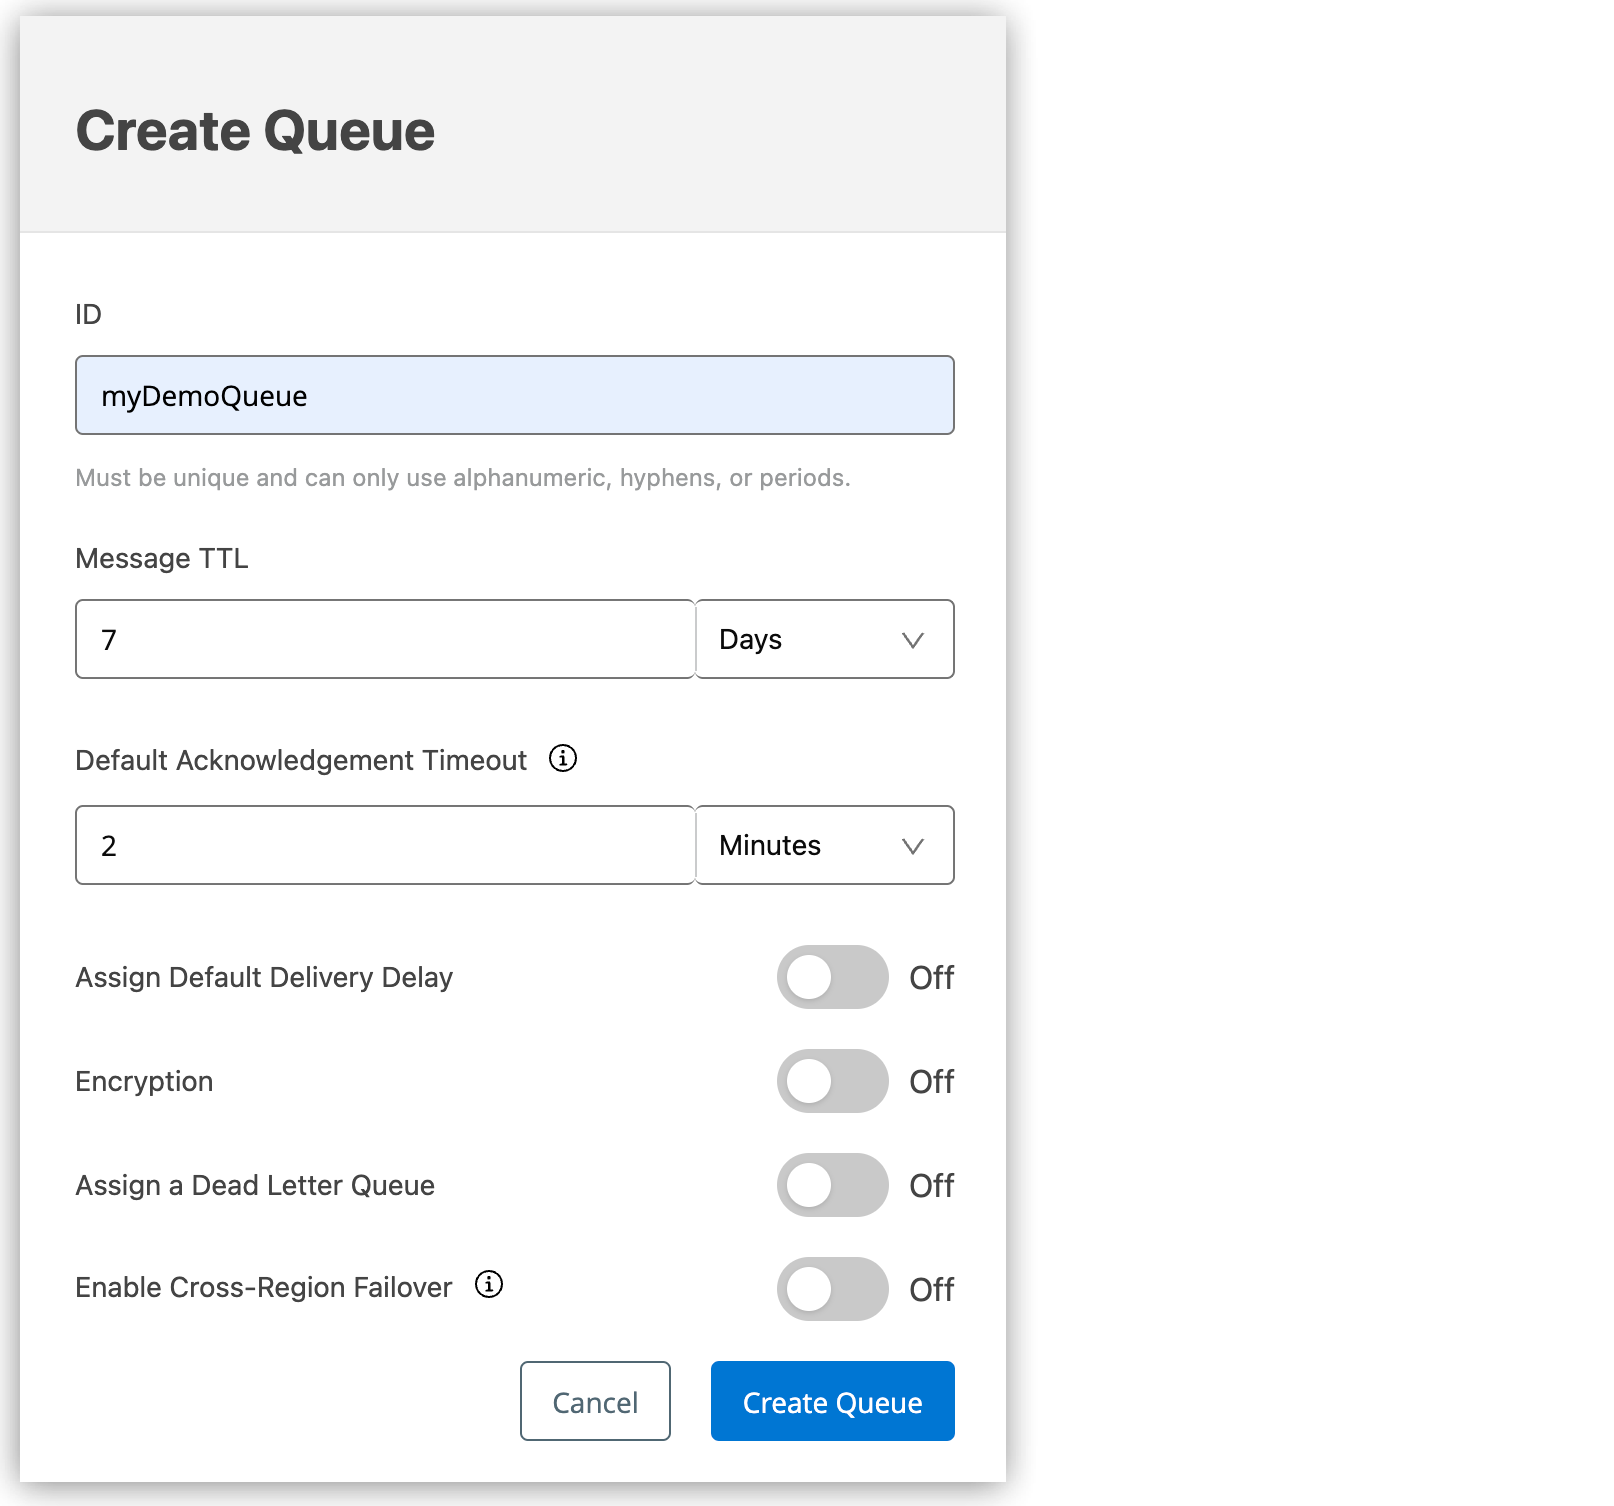 Create Queue
ID
myDemoQueue
Must be unique and can only use alphanumeric, hyphens, or periods.
Message TTL
7 Days
Default Acknowledgement Timeout
2 Minutes
Assign Default Delivery Delay Off
Encryption Off
Assign a Dead Letter Queue Off
Enable Cross-Region Failover Off
Cancel Create Queue